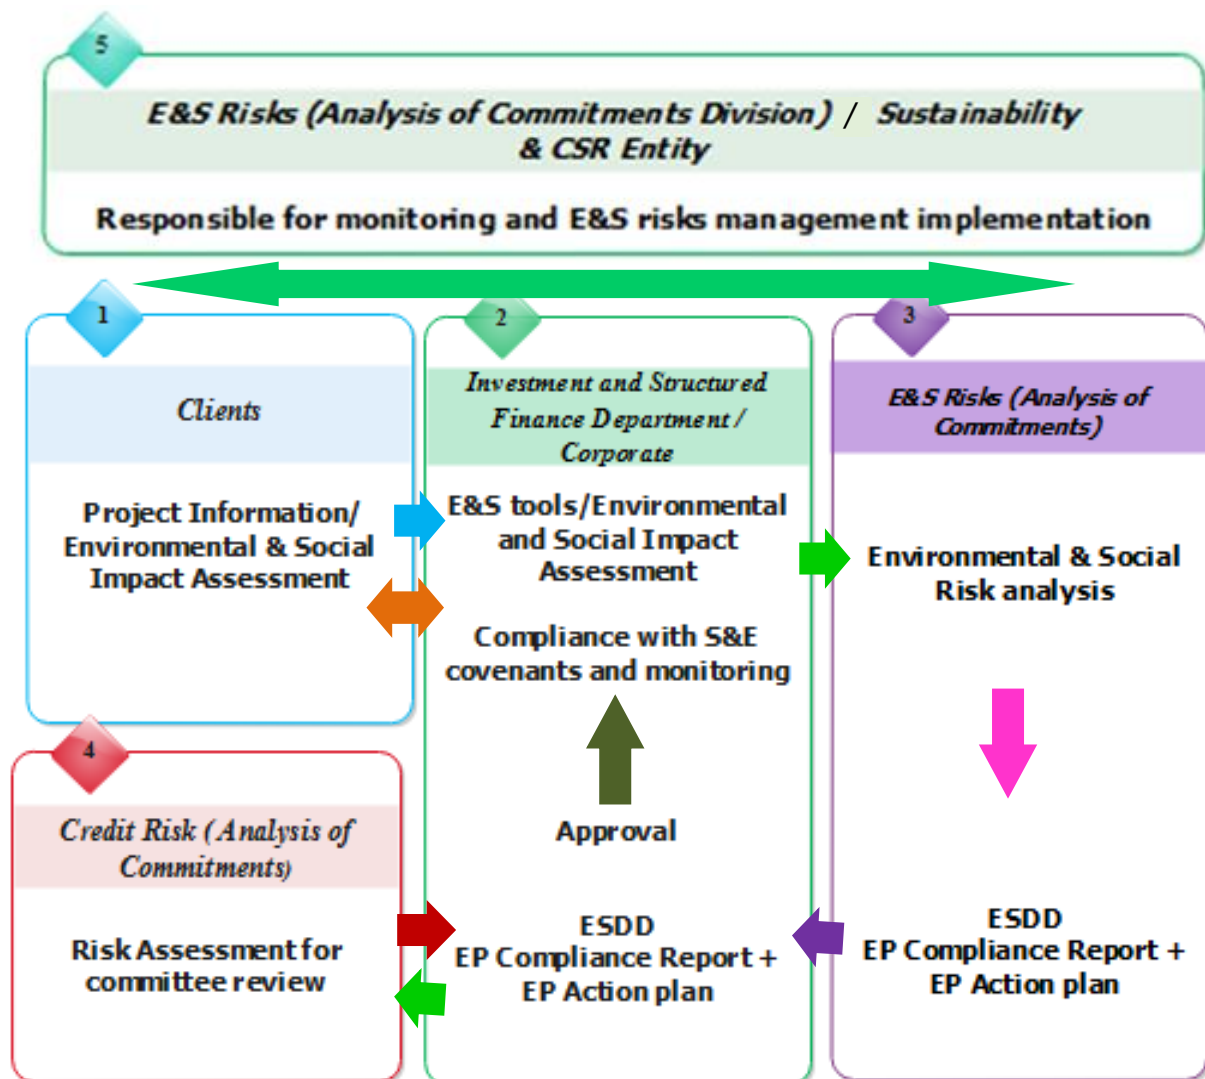 5
E&S Risks (Analysis of Commitments Division) / Sustainability
& CSR Entity
Responsible for monitoring and E&S risks management implementation
1
Clients
Project Information/
Environmental & Social
Impact Assessment
2
Investment and Structured
Finance Department /
Corporate
E&S tools/Environmental
and Social Impact
Assessment
Compliance with S&E
covenants and monitoring
Approval
ESDD
EP Compliance Report +
EP Action plan
3
E&S Risks (Analysis of
Commitments)
Environmental & Social
Risk analysis
ESDD
EP Compliance Report +
EP Action plan
4
Credit Risk (Analysis of
Commitments)
Risk Assessment for
committee review